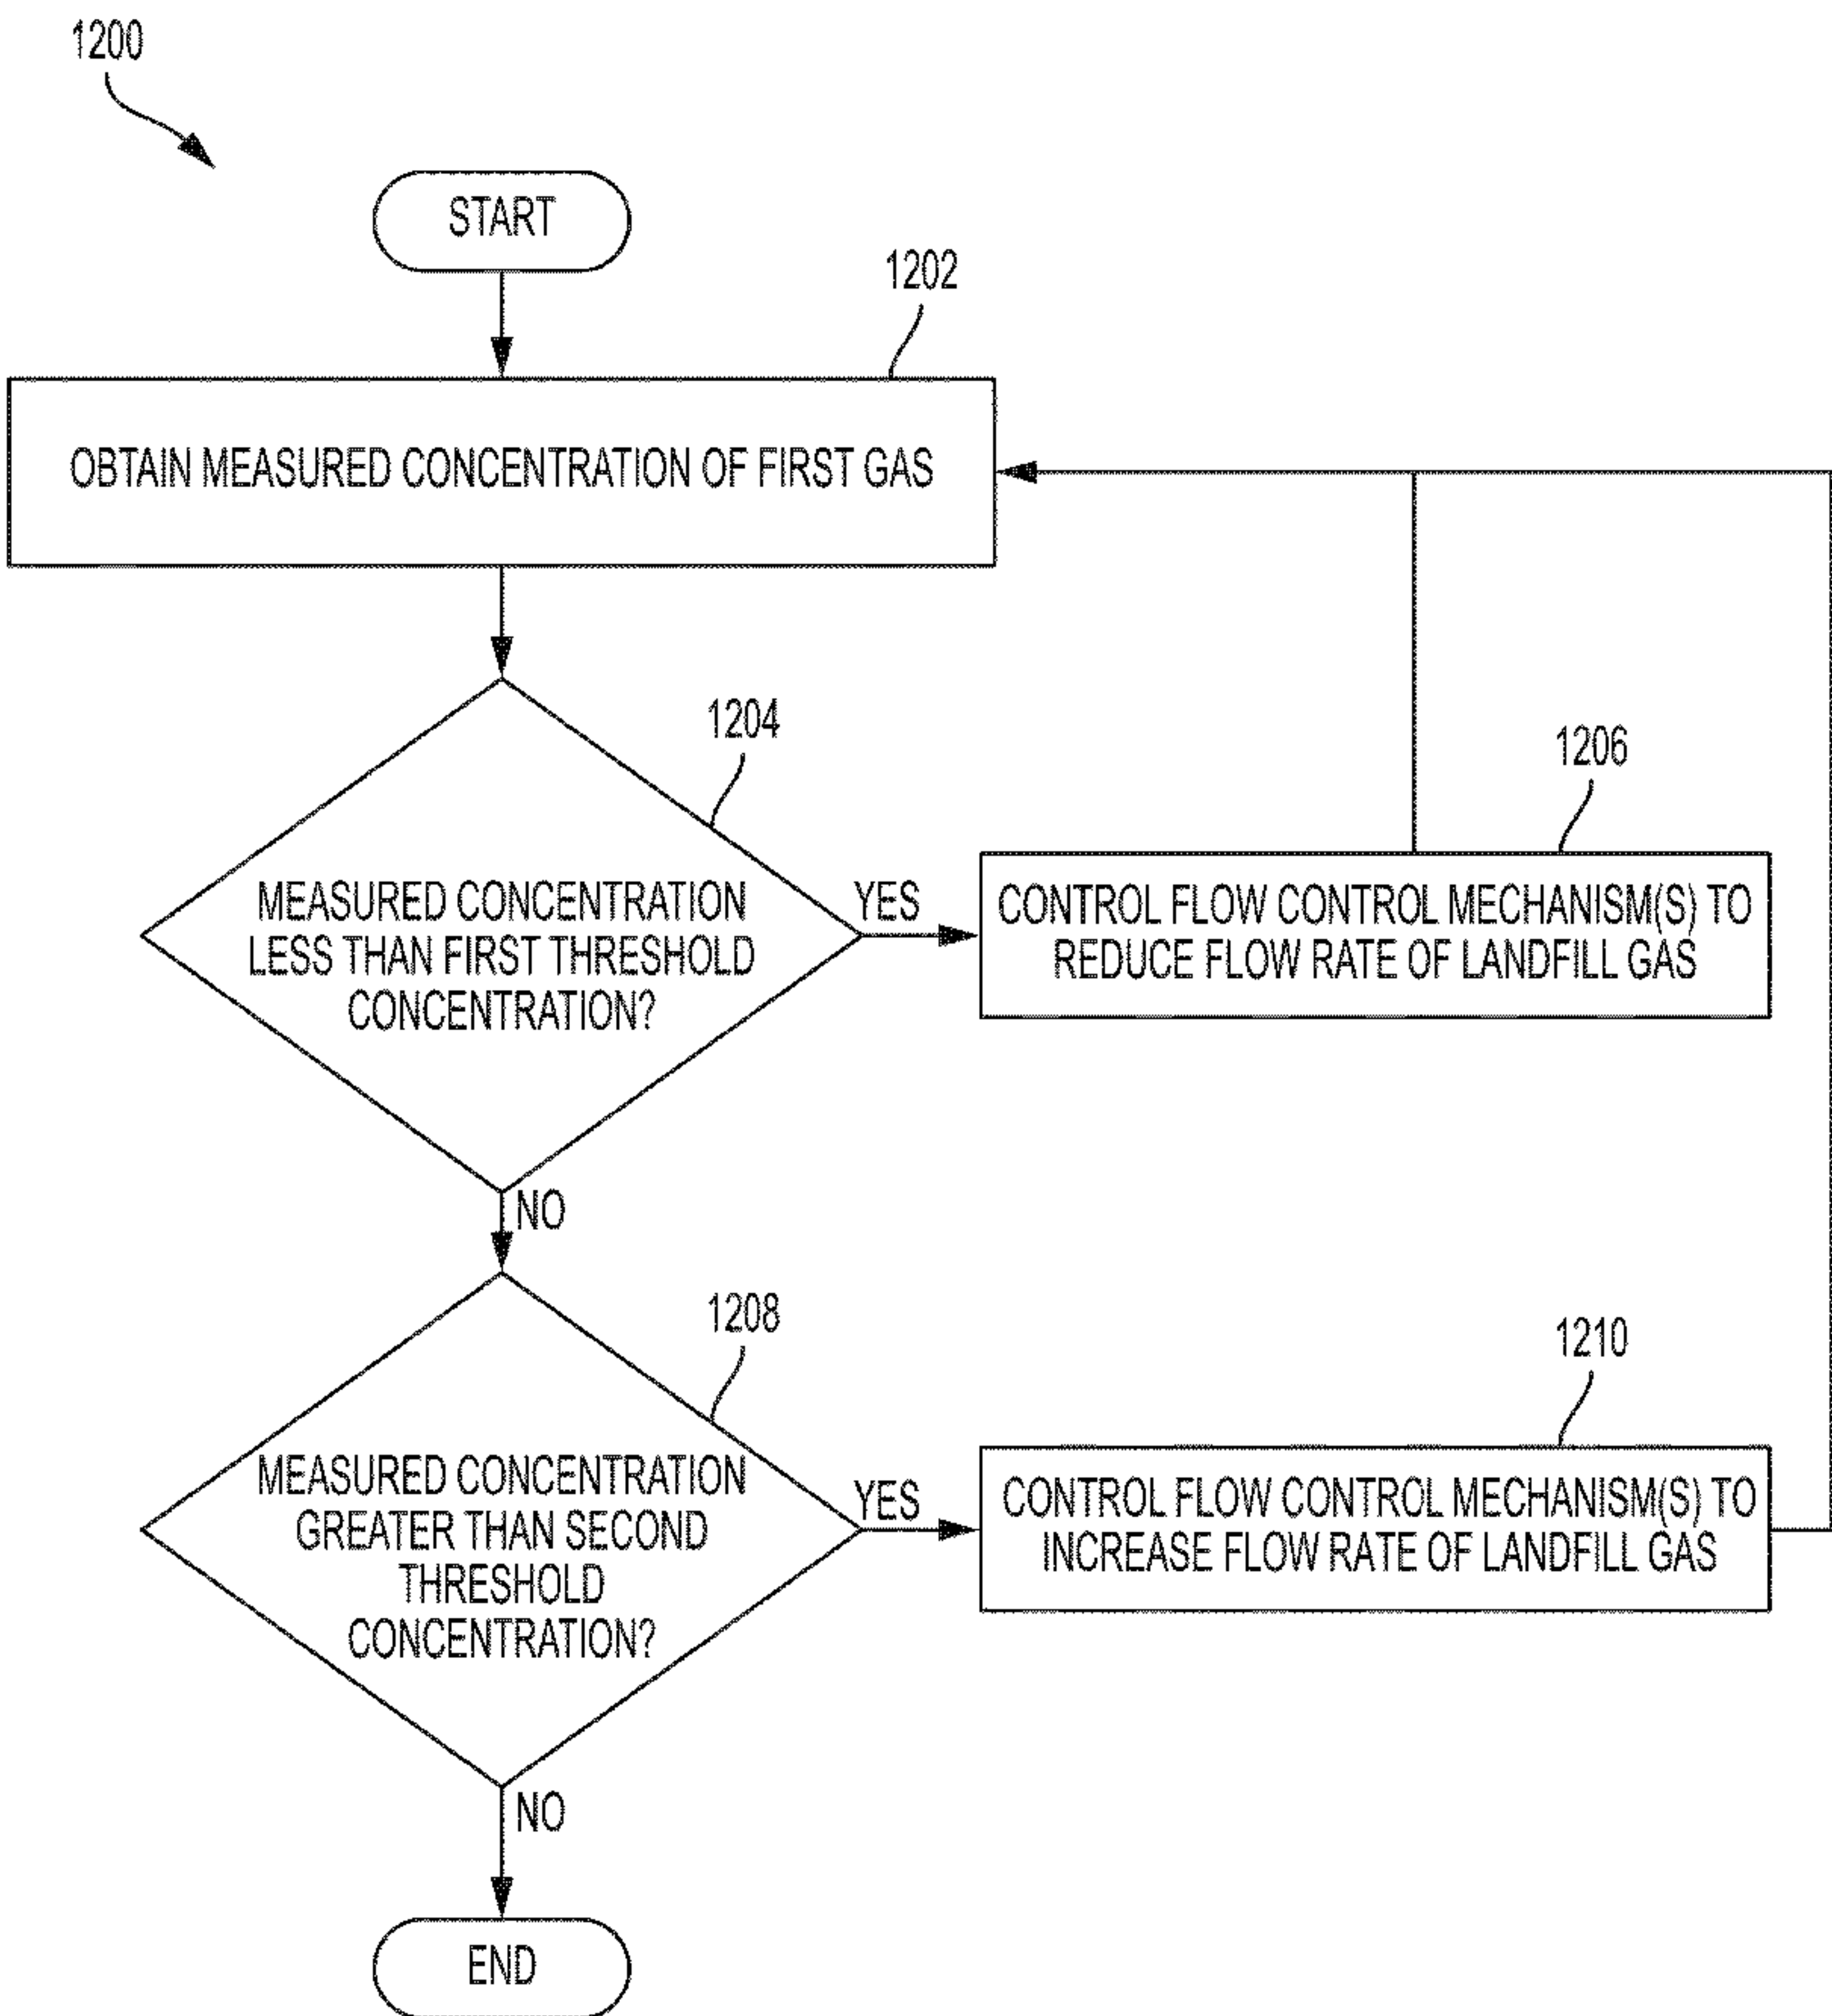 1200
START
1202
OBTAIN MEASURED CONCENTRATION OF FIRST GAS
1204
MEASURED CONCENTRATION
LESS THAN FIRST THRESHOLD
CONCENTRATION?
YES
1206
CONTROL FLOW CONTROL MECHANISM(S) TO
REDUCE FLOW RATE OF LANDFILL GAS
NO
1208
MEASURED CONCENTRATION
GREATER THAN SECOND
THRESHOLD
CONCENTRATION?
YES
1210
CONTROL FLOW CONTROL MECHANISM(S) TO
INCREASE FLOW RATE OF LANDFILL GAS
NO
END